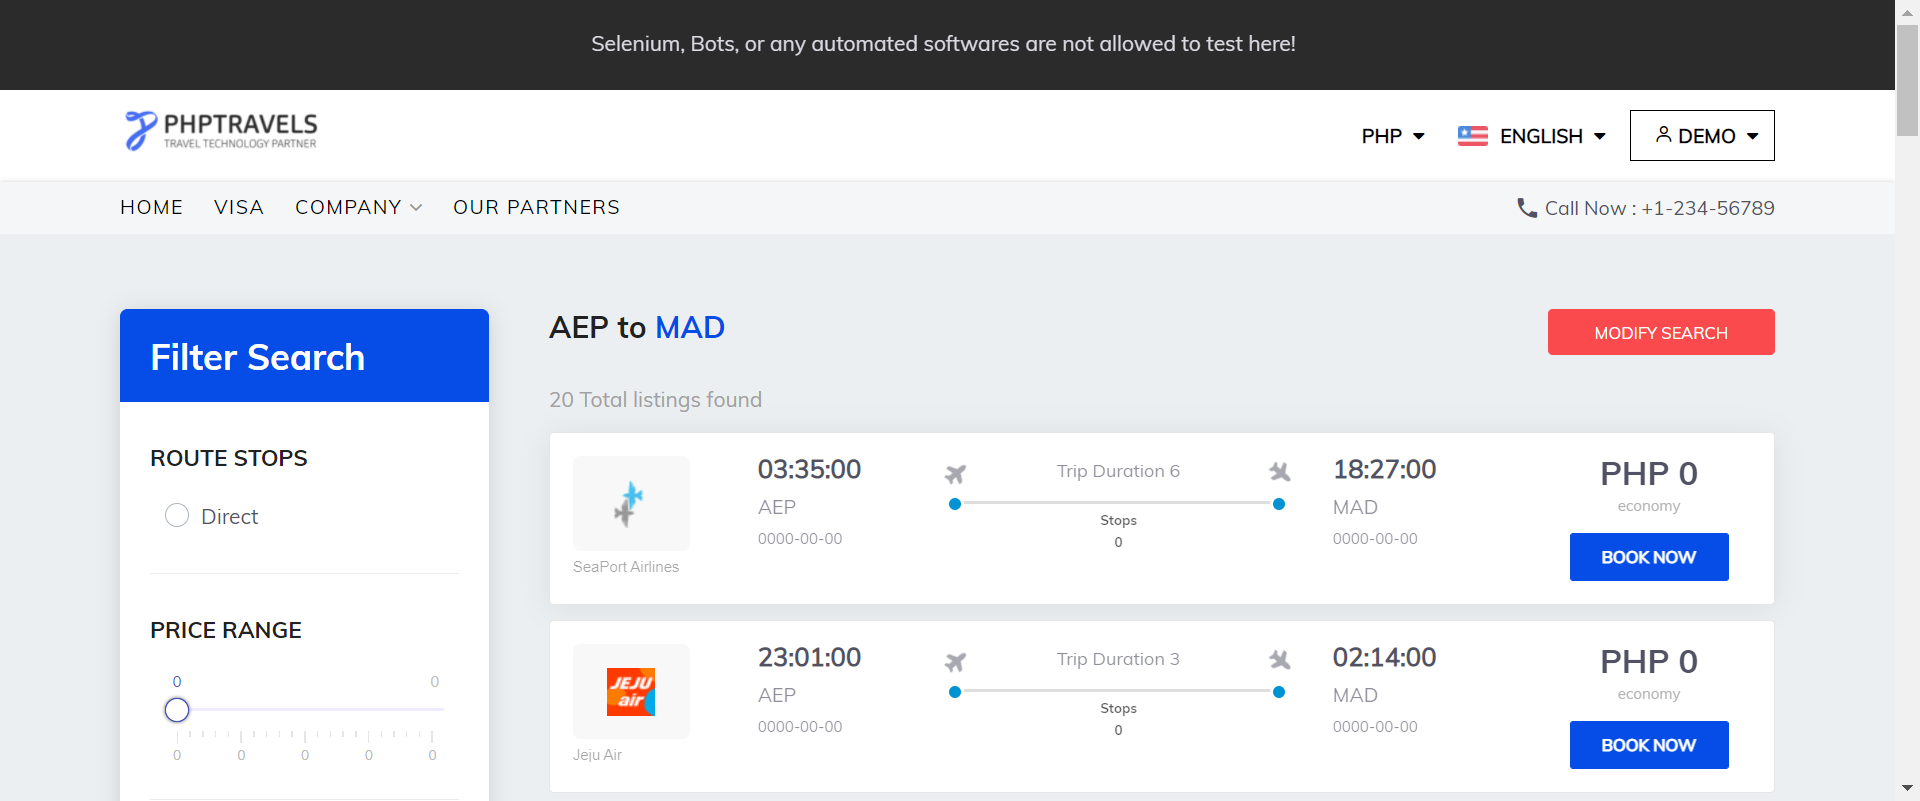 Selenium, Bots, or any automated softwares are not allowed to test here!
PHPTRAVELS
TRAVEL TECHNOLOGY PARTNER
PHP
ENGLISH
DEMO
HOME
VISA
COMPANY
OUR PARTNERS
Call Now : +1-234-56789
Filter Search
ROUTE STOPS
Direct
PRICE RANGE
0 0
0 0 0 0 0
AEP to MAD
MODIFY SEARCH
20 Total listings found
SeaPort Airlines
03:35:00
AEP
0000-00-00
Trip Duration 6
Stops
0
18:27:00
MAD
0000-00-00
PHP 0
economy
BOOK NOW
JEJU
air
Jeju Air
23:01:00
AEP
0000-00-00
Trip Duration 3
Stops
0
02:14:00
MAD
0000-00-00
PHP 0
economy
BOOK NOW